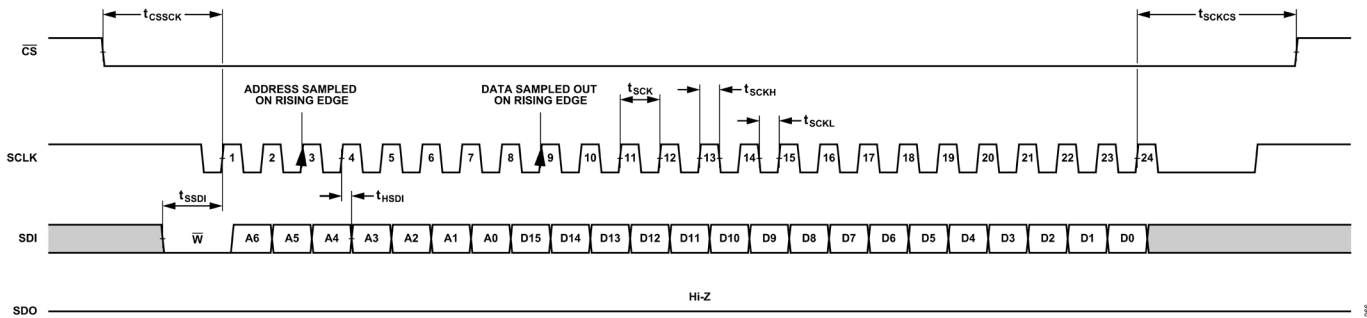 tCSSCK
tSCKCS
CS
ADDRESS SAMPLED
ON RISING EDGE
DATA SAMPLED OUT
ON RISING EDGE
tSCK
tSCKH
tSCKL
SCLK
1 2 3 4 5 6 7 8 9 10 11 12 13 14 15 16 17 18 19 20 21 22 23 24
tSSDI
tHSDI
SDI
W A6 A5 A4 A3 A2 A1 A0 D15 D14 D13 D12 D11 D10 D9 D8 D7 D6 D5 D4 D3 D2 D1 D0
Hi-Z
SDO